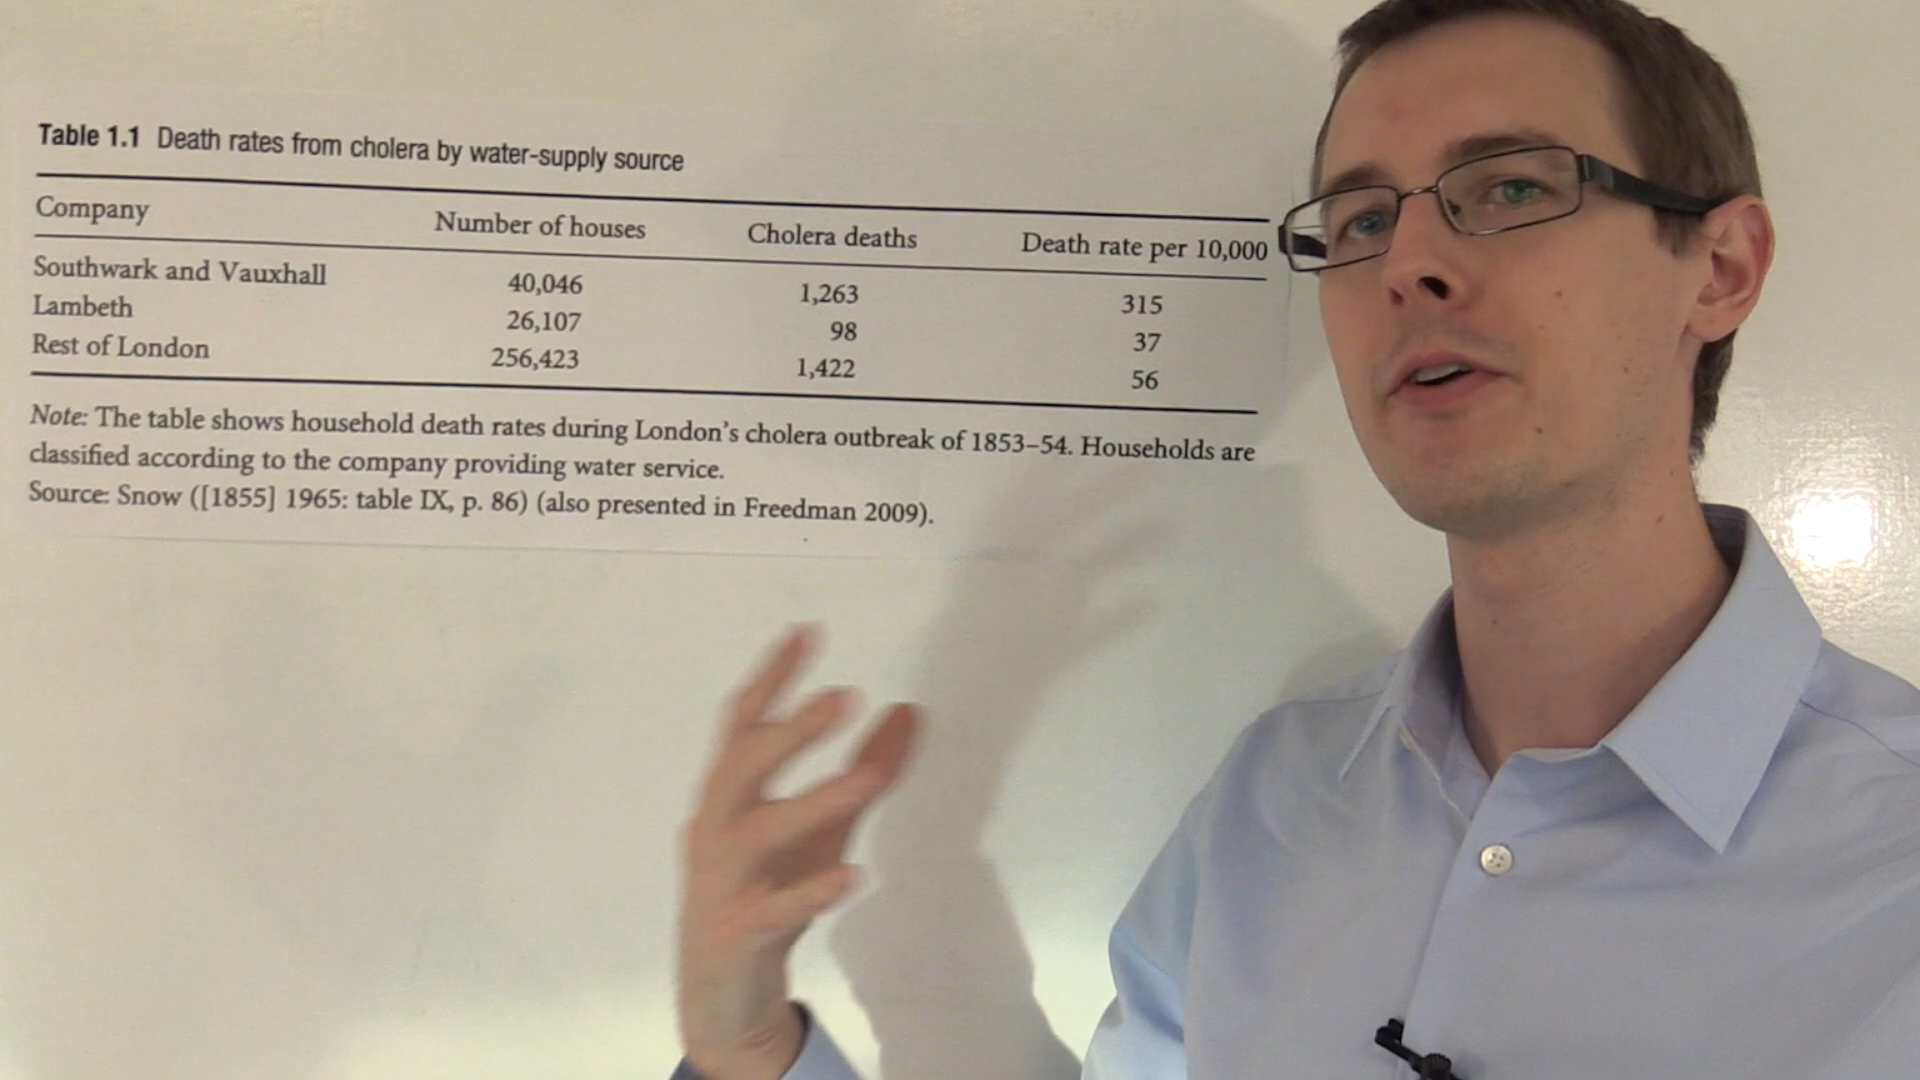 Table 1.1 Death rates from cholera by water-supply source
Company Number of houses Cholera deaths Death rate per 10,000
Southwark and Vauxhall 40,046 1,263 315
Lambeth 26,107 98 37
Rest of London 256,423 1,422 56
Note: The table shows household death rates during London's cholera outbreak of 1853–54. Households are
classified according to the company providing water service.
Source: Snow ([1855] 1965: table IX, p. 86) (also presented in Freedman 2009).